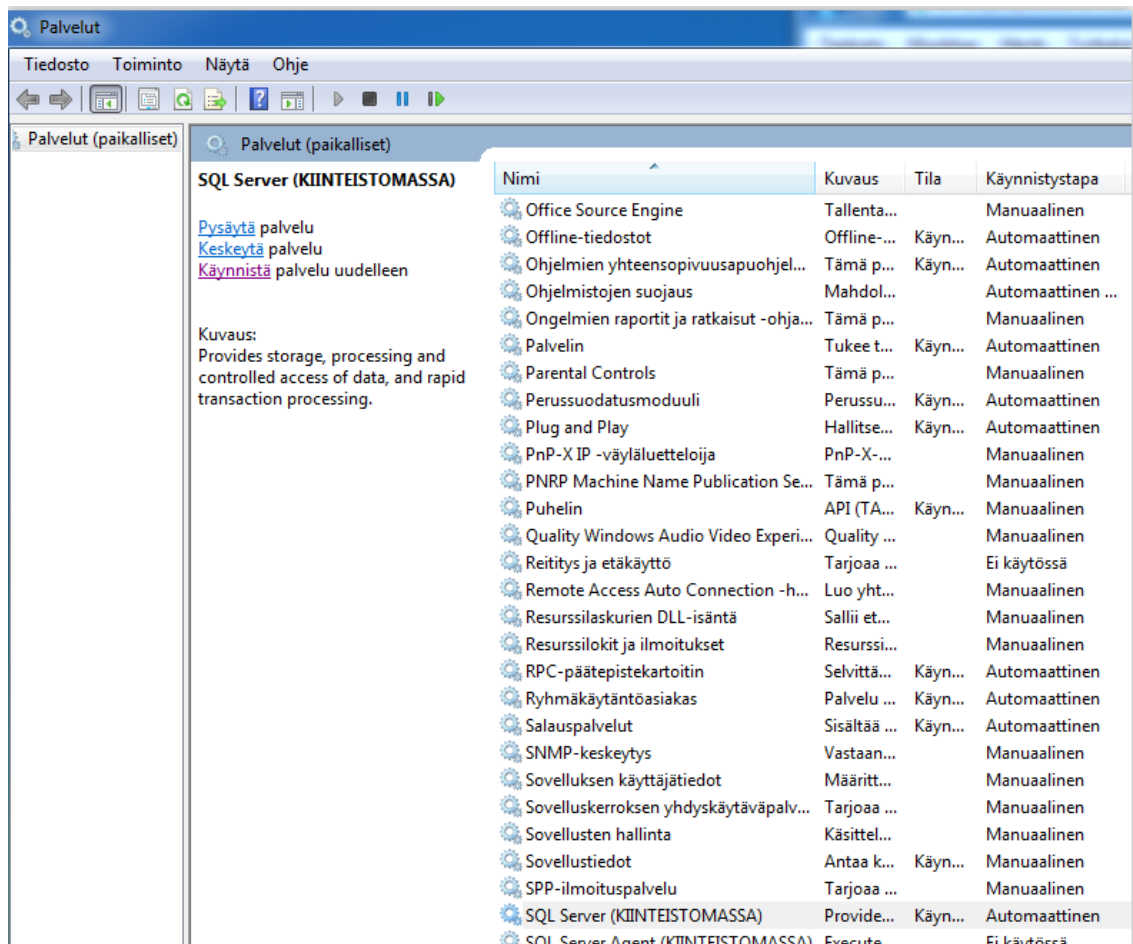 Palvelut
Tiedosto Toiminto Näytä Ohje
Palvelut (paikalliset)
Palvelut (paikalliset)
SQL Server (KIINTEISTOMASSA)
Pysäytä palvelu
Keskeytä palvelu
Käynnistä palvelu uudelleen
Kuvaus:
Provides storage, processing and
controlled access of data, and rapid
transaction processing.
Nimi Kuvaus Tila Käynnistystapa
Office Source Engine Tallenta... Manuaalinen
Offline-tiedostot Offline-... Käyn... Automaattinen
Ohjelmien yhteensopivuusapuohjel... Tämä p... Käyn... Automaattinen
Ohjelmistojen suojaus Mahdol... Automaattinen ...
Ongelmien raportit ja ratkaisut -ohja... Tämä p... Manuaalinen
Palvelin Tukee t... Käyn... Automaattinen
Parental Controls Tämä p... Manuaalinen
Perussuodatusmoduuli Perussu... Käyn... Automaattinen
Plug and Play Hallitse... Käyn... Automaattinen
PnP-X IP -väyläluetteloija PnP-X-... Manuaalinen
PNRP Machine Name Publication Se... Tämä p... Manuaalinen
Puhelin API (TA... Käyn... Manuaalinen
Quality Windows Audio Video Experi... Quality ... Manuaalinen
Reititys ja etäkäyttö Tarjoaa ... Ei käytössä
Remote Access Auto Connection -h... Luo yht... Manuaalinen
Resurssilaskurien DLL-isäntä Sallii et... Manuaalinen
Resurssilokit ja ilmoitukset Resurssi... Manuaalinen
RPC-päätepistekartoitin Selvittä... Käyn... Automaattinen
Ryhmäkäytäntöasiakas Palvelu ... Käyn... Automaattinen
Salauspalvelut Sisältää ... Käyn... Automaattinen
SNMP-keskeytys Vastaan... Manuaalinen
Sovelluksen käyttäjätiedot Määritt... Manuaalinen
Sovelluskerroksen yhdyskäytäväpalv... Tarjoaa ... Manuaalinen
Sovellusten hallinta Käsittel... Manuaalinen
Sovellustiedot Antaa k... Käyn... Manuaalinen
SPP-ilmoituspalvelu Tarjoaa ... Manuaalinen
SQL Server (KIINTEISTOMASSA) Provide... Käyn... Automaattinen
SQL Server Agent (KIINTEISTOMASSA) Execute... Ei käytössä